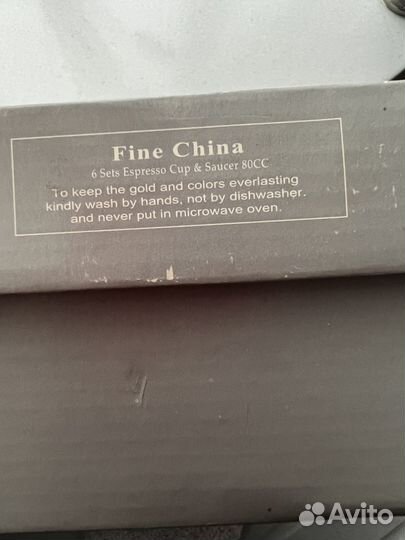 Fine China
6 Sets Espresso Cup & Saucer 80CC
To keep the gold and colors everlasting
kindly wash by hands, not by dishwasher.
and never put in microwave oven.
Avito